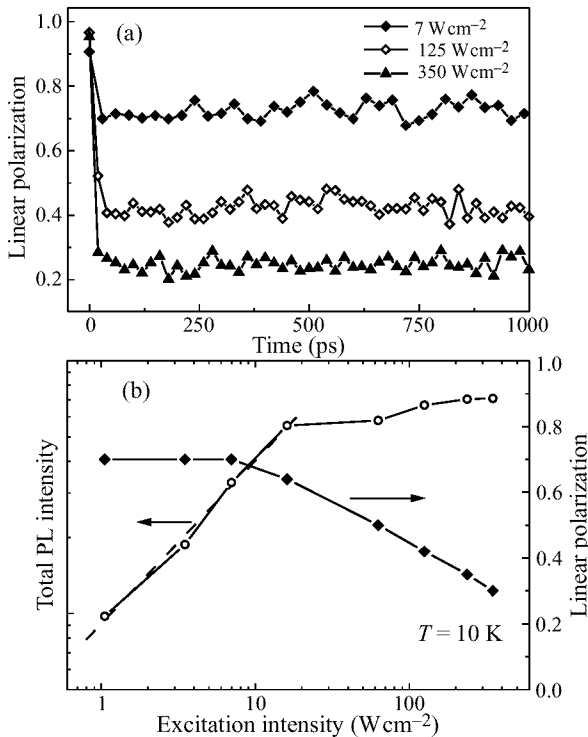 (a)
7 Wcm⁻²
125 Wcm⁻²
350 Wcm⁻²
Linear polarization
1.0
0.8
0.6
0.4
0.2
0
250
500
750
1000
Time (ps)
(b)
Total PL intensity
1.0
0.8
0.6
0.4
0.2
0.0
Linear polarization
T = 10 K
1
10
100
Excitation intensity (Wcm⁻²)